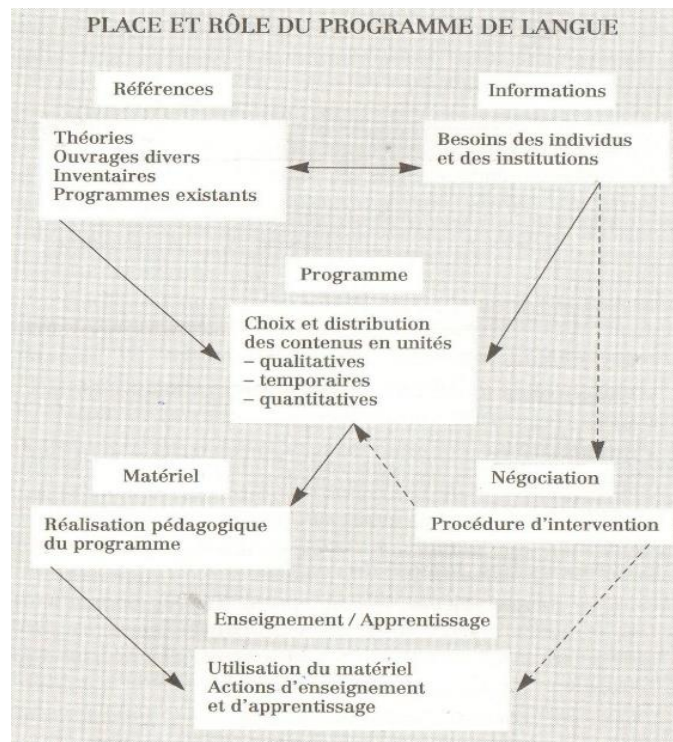 PLACE ET RÔLE DU PROGRAMME DE LANGUE
Références
Informations
Théories
Ouvrages divers
Inventaires
Programmes existants
Besoins des individus
et des institutions
Programme
Choix et distribution
des contenus en unités
– qualitatives
– temporaires
– quantitatives
Matériel
Négociation
Réalisation pédagogique
du programme
Procédure d'intervention
Enseignement / Apprentissage
Utilisation du matériel
Actions d'enseignement
et d'apprentissage